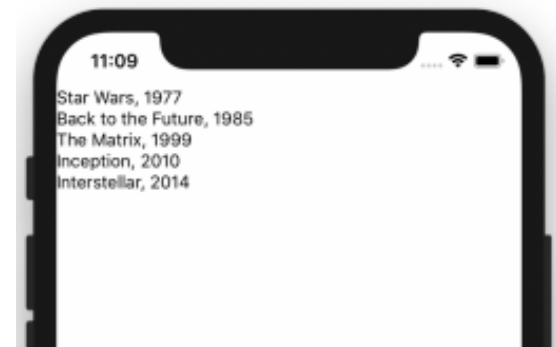 11:09
Star Wars, 1977
Back to the Future, 1985
The Matrix, 1999
Inception, 2010
Interstellar, 2014